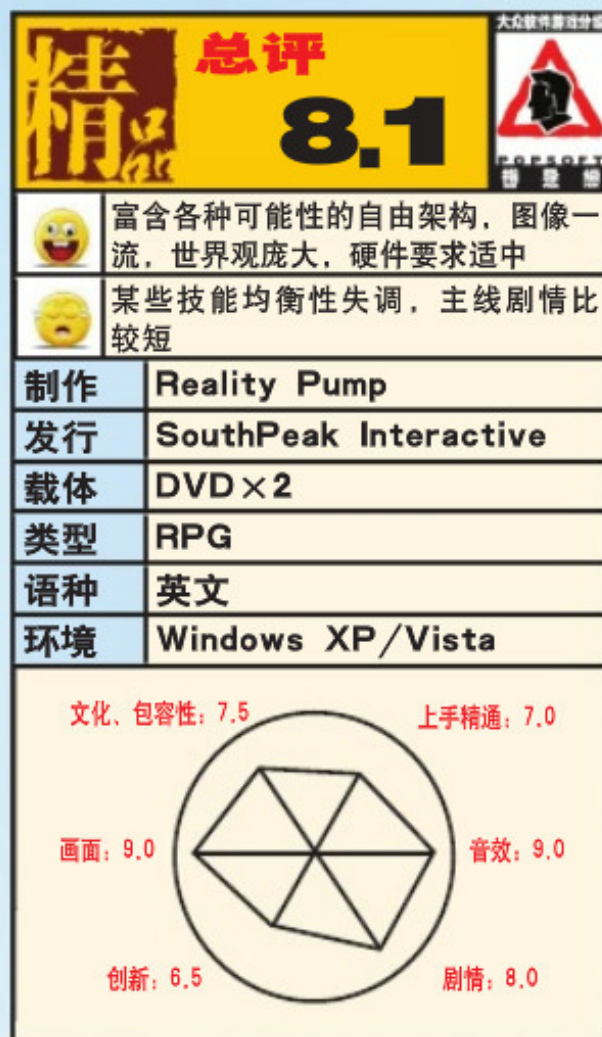 大众软件游戏分级
精品
总评
8.1
POPSOFT
富含各种可能性的自由架构，图像一
流，世界观庞大，硬件要求适中
某些技能均衡性失调，主线剧情比
较短
制作 Reality Pump
发行 SouthPeak Interactive
载体 DVD×2
类型 RPG
语种 英文
环境 Windows XP/Vista
文化、包容性：7.5 上手精通：7.0
画面：9.0 音效：9.0
创新：6.5 剧情：8.0